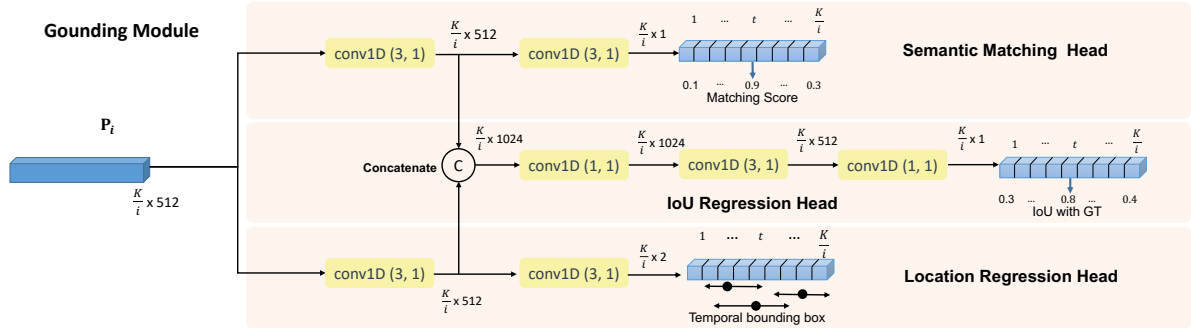 Gounding Module
P_i
K/i x 512
conv1D (3, 1)
K/i x 512
conv1D (3, 1)
K/i x 1
1 ... t ... K/i
0.1 ... 0.9 ... 0.3
Matching Score
Semantic Matching Head
Concatenate
C
K/i x 1024
conv1D (1, 1)
K/i x 1024
conv1D (3, 1)
K/i x 512
conv1D (1, 1)
K/i x 1
1 ... t ... K/i
0.3 ... 0.8 ... 0.4
IoU with GT
IoU Regression Head
conv1D (3, 1)
K/i x 512
conv1D (3, 1)
K/i x 2
1 ... t ... K/i
Temporal bounding box
Location Regression Head